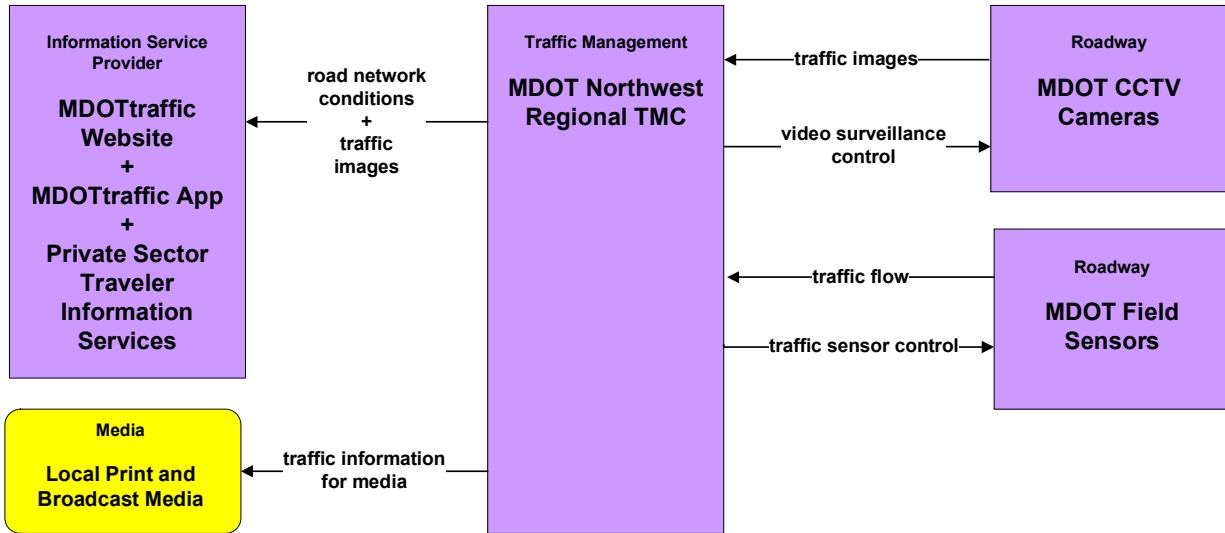 Information Service
Provider
MDOTtraffic
Website
+
MDOTtraffic App
+
Private Sector
Traveler
Information
Services
road network
conditions
+
traffic
images
Traffic Management
MDOT Northwest
Regional TMC
traffic images
video surveillance
control
Roadway
MDOT CCTV
Cameras
traffic flow
traffic sensor control
Roadway
MDOT Field
Sensors
Media
Local Print and
Broadcast Media
traffic information
for media